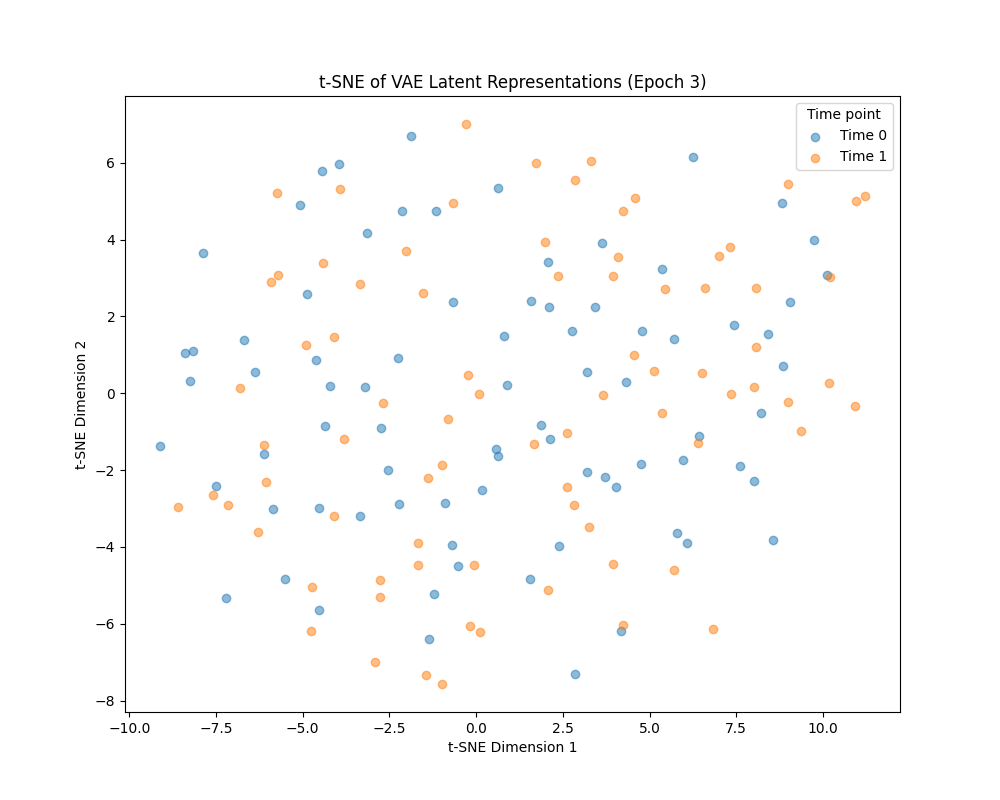 t-SNE of VAE Latent Representations (Epoch 3)
Time point
Time 0
Time 1
6
4
2
0
−2
−4
−6
−8
t-SNE Dimension 2
−10.0 −7.5 −5.0 −2.5 0.0 2.5 5.0 7.5 10.0
t-SNE Dimension 1